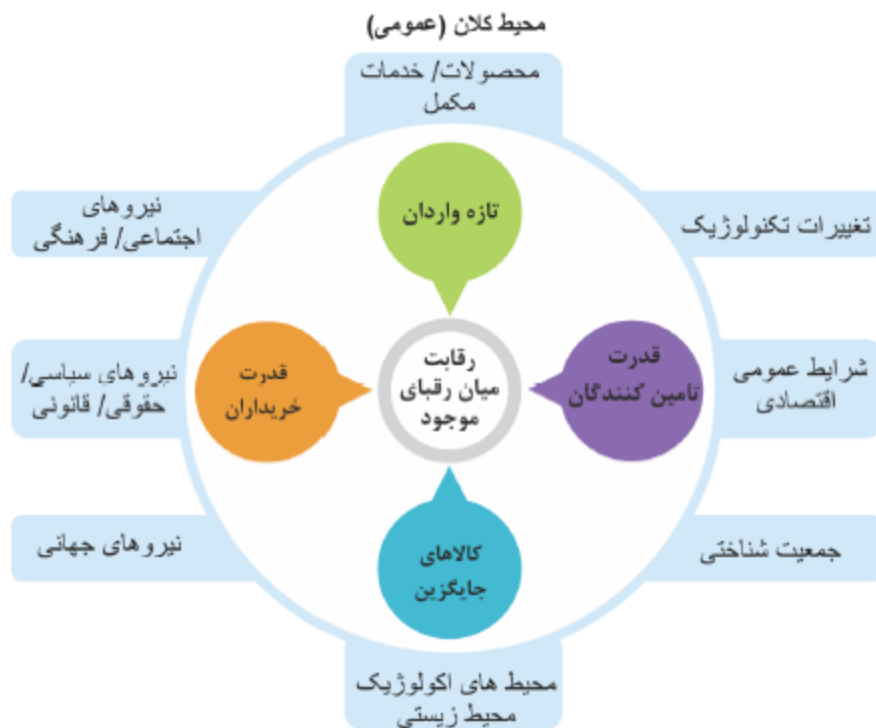 محیط کلان (عمومی)
محصولات/ خدمات
مکمل
تازه واردان
تغییرات تکنولوژیک
نیروهای
اجتماعی/ فرهنگی
شرایط عمومی
اقتصادی
قدرت
تامین کنندگان
رقابت
میان رقبای
موجود
قدرت
خریداران
نیروهای سیاسی/
حقوقی/ قانونی
جمعیت شناختی
کالاهای
جایگزین
نیروهای جهانی
محیط های اکولوژیک
محیط زیستی